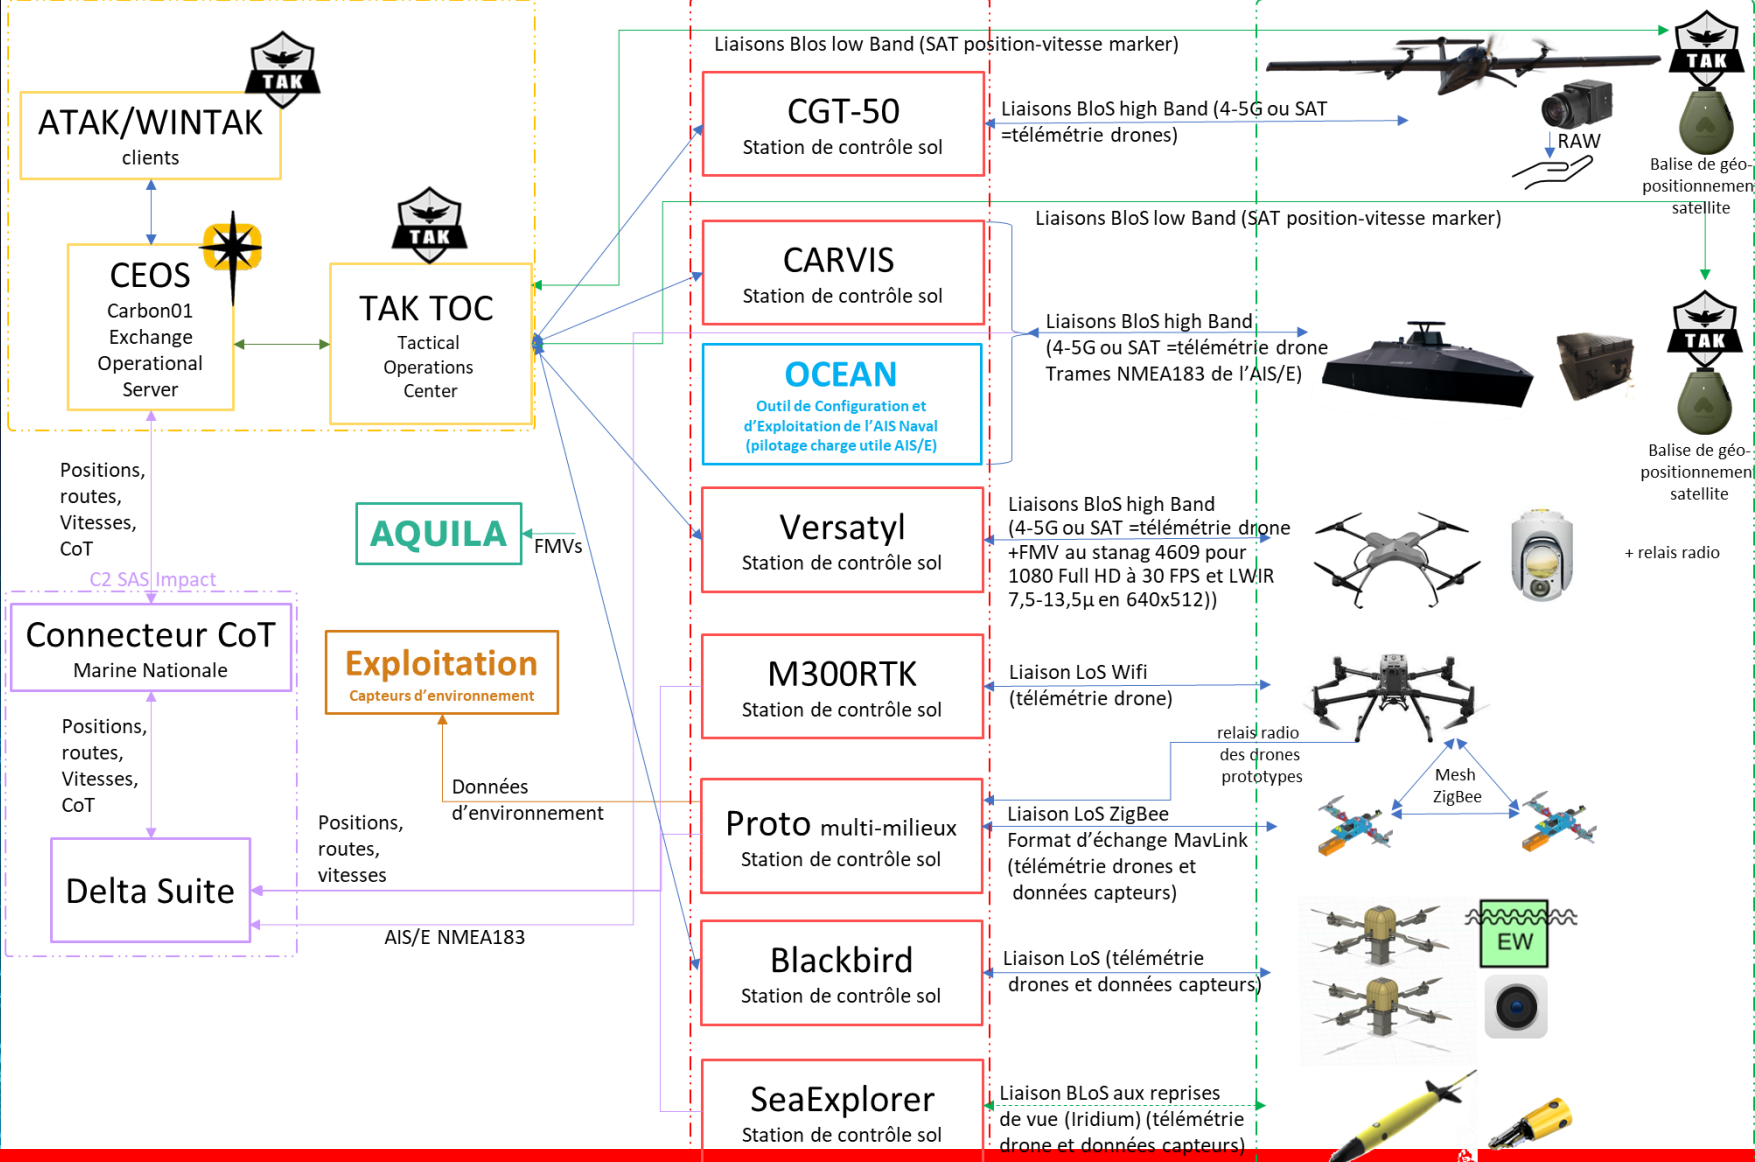 TAK
ATAK/WINTAK
clients
CEOS
Carbon01
Exchange
Operational
Server
TAK
TAK TOC
Tactical
Operations
Center
Positions,
routes,
Vitesses,
CoT
C2 SAS Impact
Connecteur CoT
Marine Nationale
Positions,
routes,
Vitesses,
CoT
Delta Suite
AQUILA
FMVs
Exploitation
Capteurs d’environnement
Données
d’environnement
Positions,
routes,
vitesses
AIS/E NMEA183
Liaisons Blos low Band (SAT position-vitesse marker)
CGT-50
Station de contrôle sol
Liaisons BloS high Band (4-5G ou SAT
=télémétrie drones)
RAW
TAK
Balise de géo-
positionnemen
satellite
Liaisons BloS low Band (SAT position-vitesse marker)
CARVIS
Station de contrôle sol
OCEAN
Outil de Configuration et
d’Exploitation de l’AIS Naval
(pilotage charge utile AIS/E)
Liaisons BloS high Band
(4-5G ou SAT =télémétrie drone
Trames NMEA183 de l’AIS/E)
TAK
Balise de géo-
positionnement
satellite
Versatyl
Station de contrôle sol
Liaisons BloS high Band
(4-5G ou SAT =télémétrie drone
+FMV au stanag 4609 pour
1080 Full HD à 30 FPS et LWIR
7,5-13,5µ en 640x512))
+ relais radio
M300RTK
Station de contrôle sol
Liaison LoS Wifi
(télémétrie drone)
relais radio
des drones
prototypes
Mesh
ZigBee
Proto multi-milieux
Station de contrôle sol
Liaison LoS ZigBee
Format d’échange MavLink
(télémétrie drones et
données capteurs)
Blackbird
Station de contrôle sol
Liaison LoS (télémétrie
drones et données capteurs)
EW
SeaExplorer
Station de contrôle sol
Liaison BLoS aux reprises
de vue (Iridium) (télémétrie
drone et données capteurs)